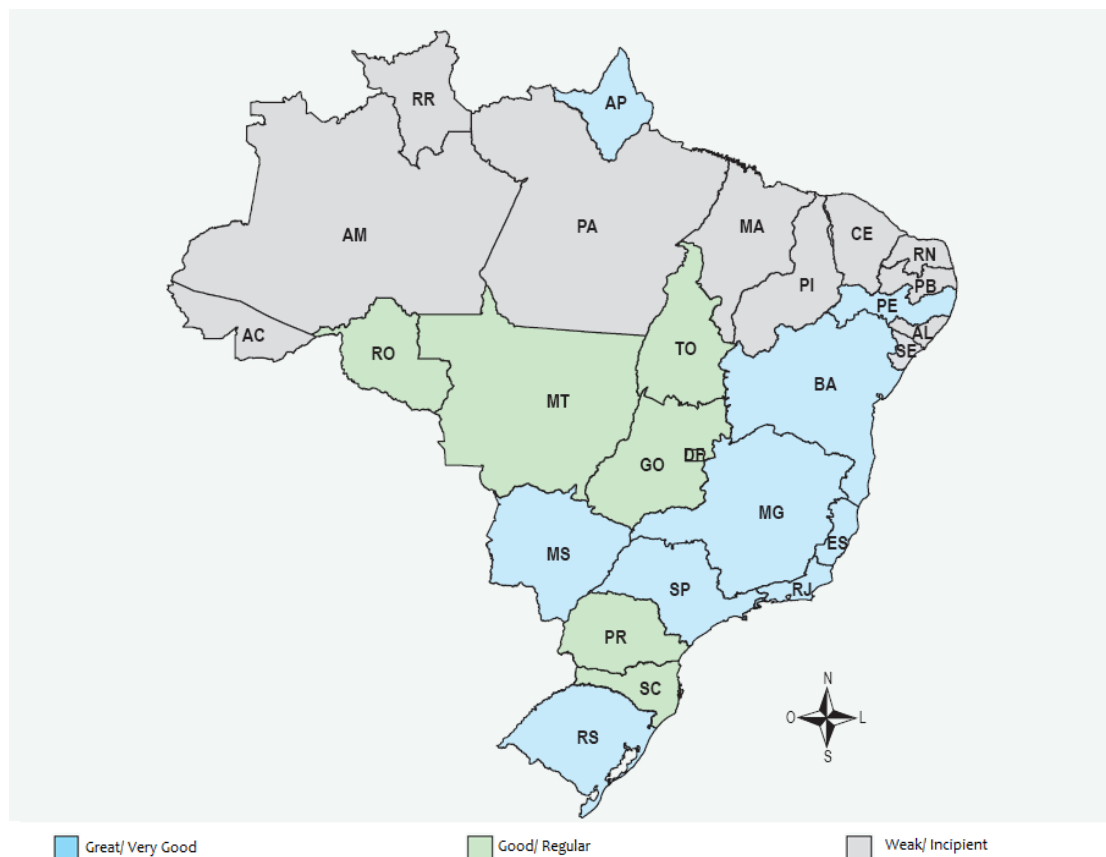 RR
AP
AM
PA
MA
CE
RN
PI
PB
PE
AC
AL
RO
TO
SE
BA
MT
GO
DF
MG
MS
ES
SP
RJ
PR
SC
RS
N
O
L
S
Great/ Very Good
Good/ Regular
Weak/ Incipient